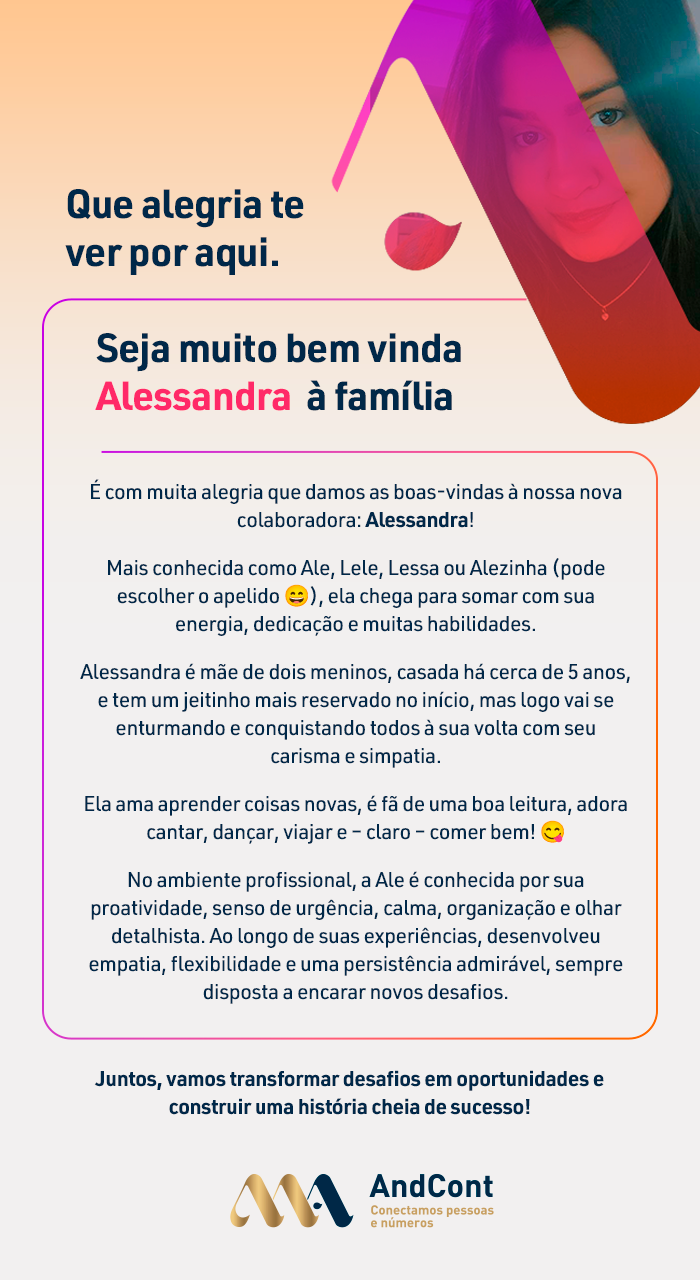 Que alegria te
ver por aqui.
Seja muito bem vinda
Alessandra à família
É com muita alegria que damos as boas-vindas à nossa nova
colaboradora: Alessandra!
Mais conhecida como Ale, Lele, Lessa ou Alezinha (pode
escolher o apelido 😄), ela chega para somar com sua
energia, dedicação e muitas habilidades.
Alessandra é mãe de dois meninos, casada há cerca de 5 anos,
e tem um jeitinho mais reservado no início, mas logo vai se
enturmando e conquistando todos à sua volta com seu
carisma e simpatia.
Ela ama aprender coisas novas, é fã de uma boa leitura, adora
cantar, dançar, viajar e – claro – comer bem! 😋
No ambiente profissional, a Ale é conhecida por sua
proatividade, senso de urgência, calma, organização e olhar
detalhista. Ao longo de suas experiências, desenvolveu
empatia, flexibilidade e uma persistência admirável, sempre
disposta a encarar novos desafios.
Juntos, vamos transformar desafios em oportunidades e
construir uma história cheia de sucesso!
AndCont
Conectamos pessoas
e números